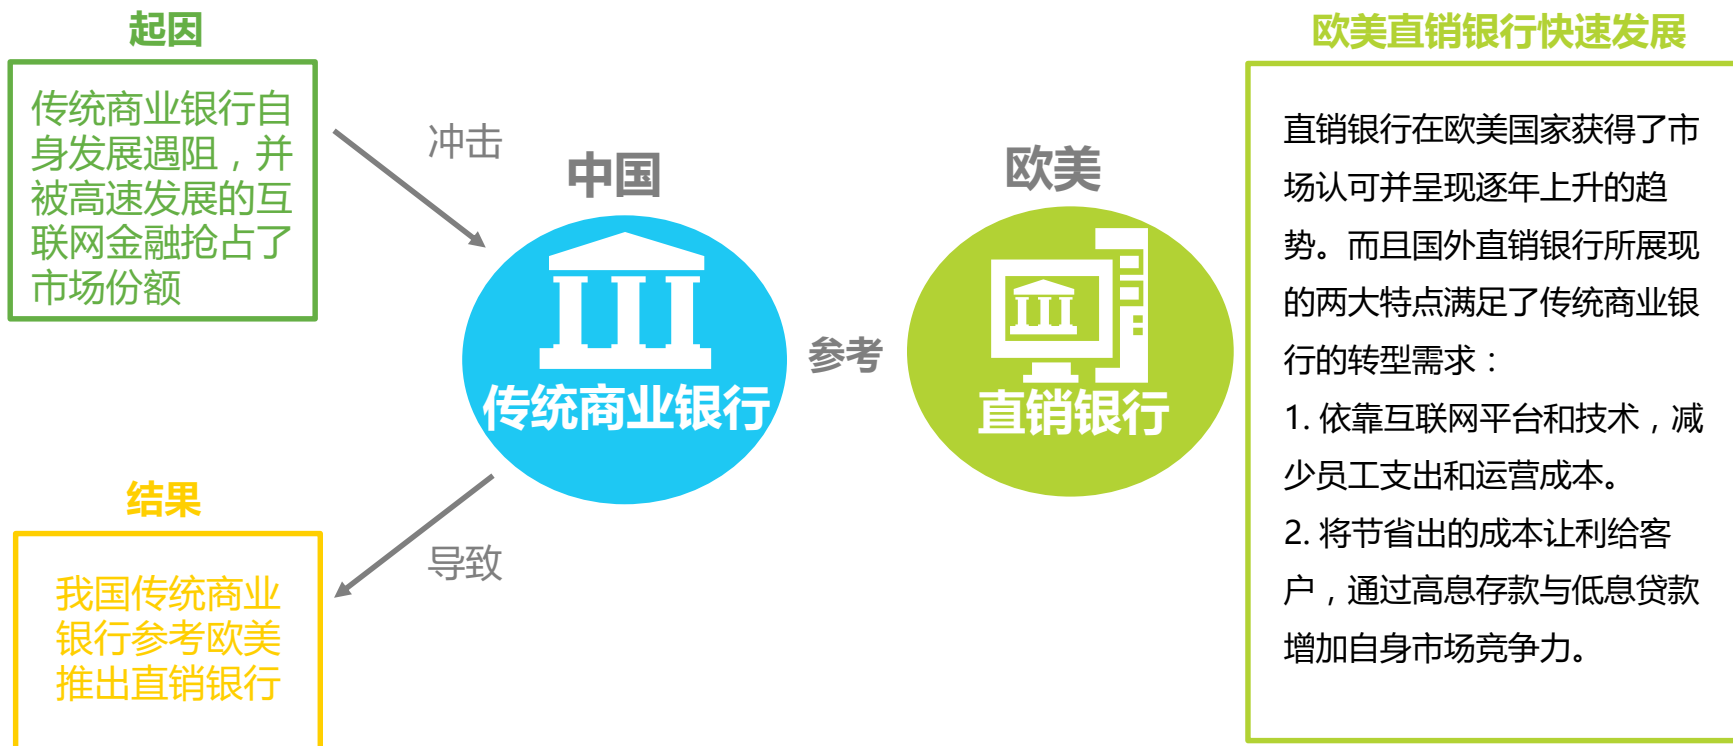 起因
传统商业银行自
身发展遇阻，并
被高速发展的互
联网金融抢占了
市场份额
冲击
中国
传统商业银行
参考
欧美
直销银行
导致
结果
我国传统商业
银行参考欧美
推出直销银行
欧美直销银行快速发展
直销银行在欧美国家获得了市
场认可并呈现逐年上升的趋
势。而且国外直销银行所展现
的两大特点满足了传统商业银
行的转型需求：
1. 依靠互联网平台和技术，减
少员工支出和运营成本。
2. 将节省出的成本让利给客
户，通过高息存款与低息贷款
增加自身市场竞争力。